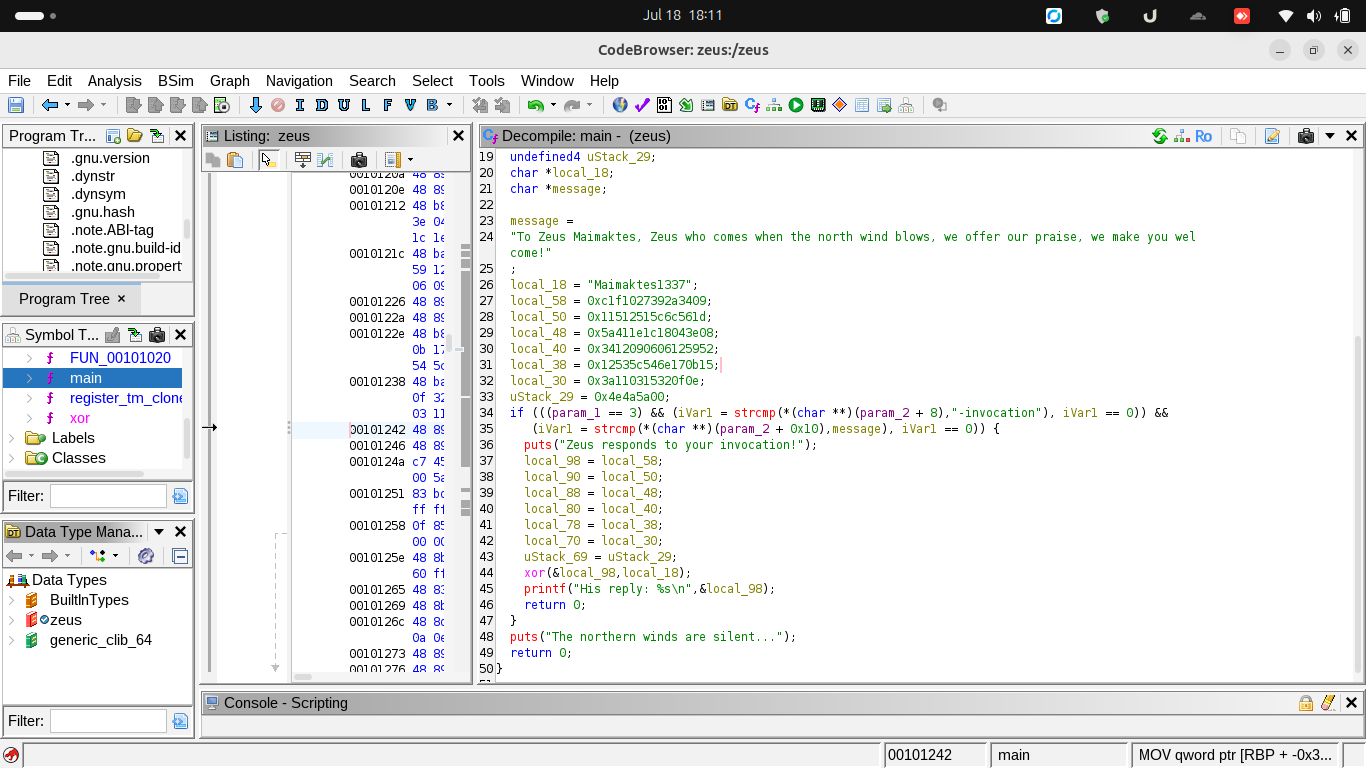 Jul 18 18:11
CodeBrowser: zeus:/zeus
File Edit Analysis BSim Graph Navigation Search Select Tools Window Help
I D U L F V B
Program Tr...
.gnu.version
.dynstr
.dynsym
.gnu.hash
.note.ABI-tag
.note.gnu.build-id
.note.gnu.property
Program Tree ×
Symbol T...
FUN_00101020
main
register_tm_clone
xor
Labels
Classes
Filter:
Data Type Mana...
Data Types
BuiltInTypes
zeus
generic_clib_64
Filter:
Listing: zeus
0010120a 48 89
0010120e 48 89
00101212 48 b8
3e 04
1c 1e
0010121c 48 ba
59 12
06 09
00101226 48 89
0010122a 48 89
0010122e 48 b8
0b 17
54 5c
00101238 48 ba
0f 32
03 11
00101242 48 89
00101246 48 89
0010124a c7 45
00 5a
00101251 83 bd
ff ff
00101258 0f 85
00 00
0010125e 48 8b
60 ff
00101265 48 83
00101269 48 8b
0010126c 48 8d
0a 0e
00101273 48 89
00101276 48 89
Decompile: main - (zeus)
19 undefined4 uStack_29;
20 char *local_18;
21 char *message;
22
23 message =
24 "To Zeus Maimaktes, Zeus who comes when the north wind blows, we offer our praise, we make you wel
come!"
25 ;
26 local_18 = "Maimaktes1337";
27 local_58 = 0xc1f1027392a3409;
28 local_50 = 0x11512515c6c561d;
29 local_48 = 0x5a411e1c18043e08;
30 local_40 = 0x3412090606125952;
31 local_38 = 0x12535c546e170b15;
32 local_30 = 0x3a110315320f0e;
33 uStack_29 = 0x4e4a5a00;
34 if (((param_1 == 3) && (iVar1 = strcmp(*(char **)(param_2 + 8),"-invocation"), iVar1 == 0)) &&
35 (iVar1 = strcmp(*(char **)(param_2 + 0x10),message), iVar1 == 0)) {
36 puts("Zeus responds to your invocation!");
37 local_98 = local_58;
38 local_90 = local_50;
39 local_88 = local_48;
40 local_80 = local_40;
41 local_78 = local_38;
42 local_70 = local_30;
43 uStack_69 = uStack_29;
44 xor(&local_98,local_18);
45 printf("His reply: %s\n",&local_98);
46 return 0;
47 }
48 puts("The northern winds are silent...");
49 return 0;
50 }
Console - Scripting
00101242 main MOV qword ptr [RBP + -0x3...